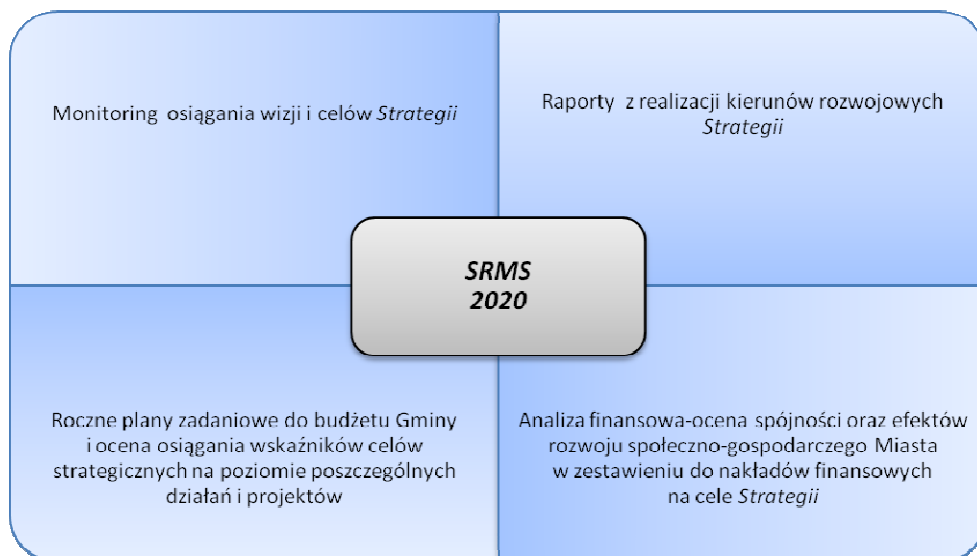 Monitoring osiągania wizji i celów Strategii
Raporty z realizacji kierunów rozwojowych
Strategii
SRMS
2020
Roczne plany zadaniowe do budżetu Gminy
i ocena osiągania wskaźników celów
strategicznych na poziomie poszczególnych
działań i projektów
Analiza finansowa-ocena spójności oraz efektów
rozwoju społeczno-gospodarczego Miasta
w zestawieniu do nakładów finansowych
na cele Strategii